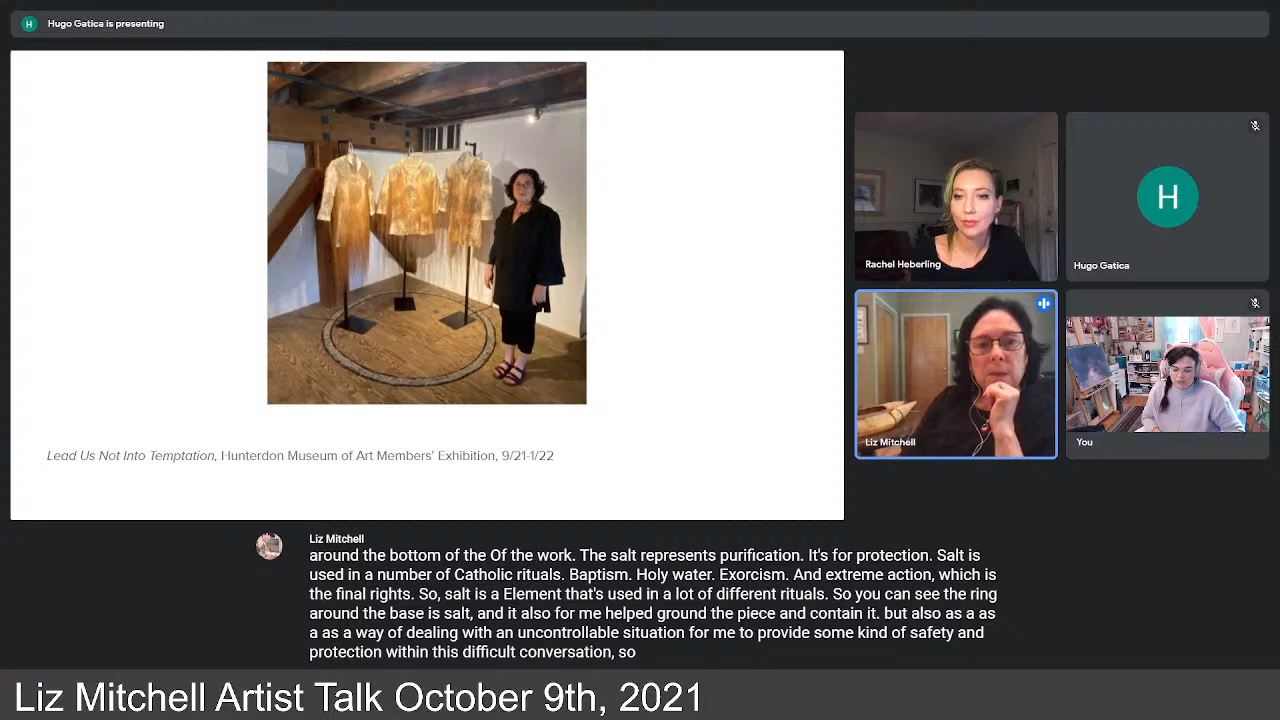 H
Hugo Gatica is presenting
Lead Us Not Into Temptation, Hunterdon Museum of Art Members’ Exhibition, 9/21-1/22
Rachel Heberling
H
Hugo Gatica
Liz Mitchell
You
Liz Mitchell
around the bottom of the Of the work. The salt represents purification. It's for protection. Salt is
used in a number of Catholic rituals. Baptism. Holy water. Exorcism. And extreme action, which is
the final rights. So, salt is a Element that's used in a lot of different rituals. So you can see the ring
around the base is salt, and it also for me helped ground the piece and contain it. but also as a as
a as a way of dealing with an uncontrollable situation for me to provide some kind of safety and
protection within this difficult conversation, so
Liz Mitchell Artist Talk October 9th, 2021